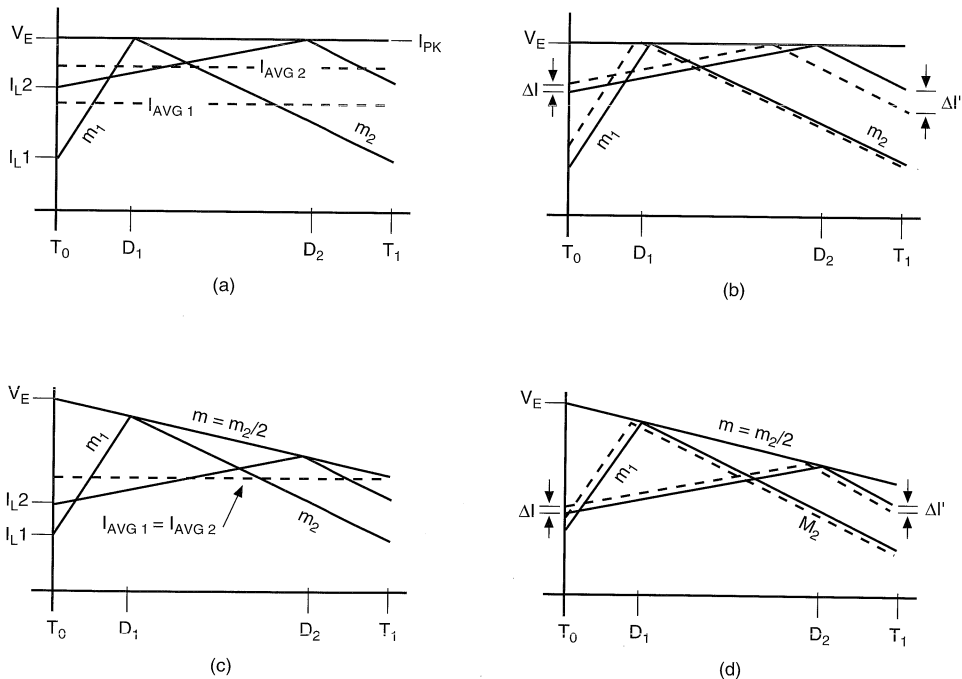 V_E
I_PK
I_AVG 2
I_L2
I_AVG 1
m_1
m_2
I_L1
T_0
D_1
D_2
T_1
(a)
V_E
ΔI
ΔI'
m_1
m_2
T_0
D_1
D_2
T_1
(b)
V_E
m = m_2/2
m_1
I_L2
I_AVG 1 = I_AVG 2
m_2
I_L1
T_0
D_1
D_2
T_1
(c)
V_E
m = m_2/2
m_1
ΔI
ΔI'
M_2
T_0
D_1
D_2
T_1
(d)